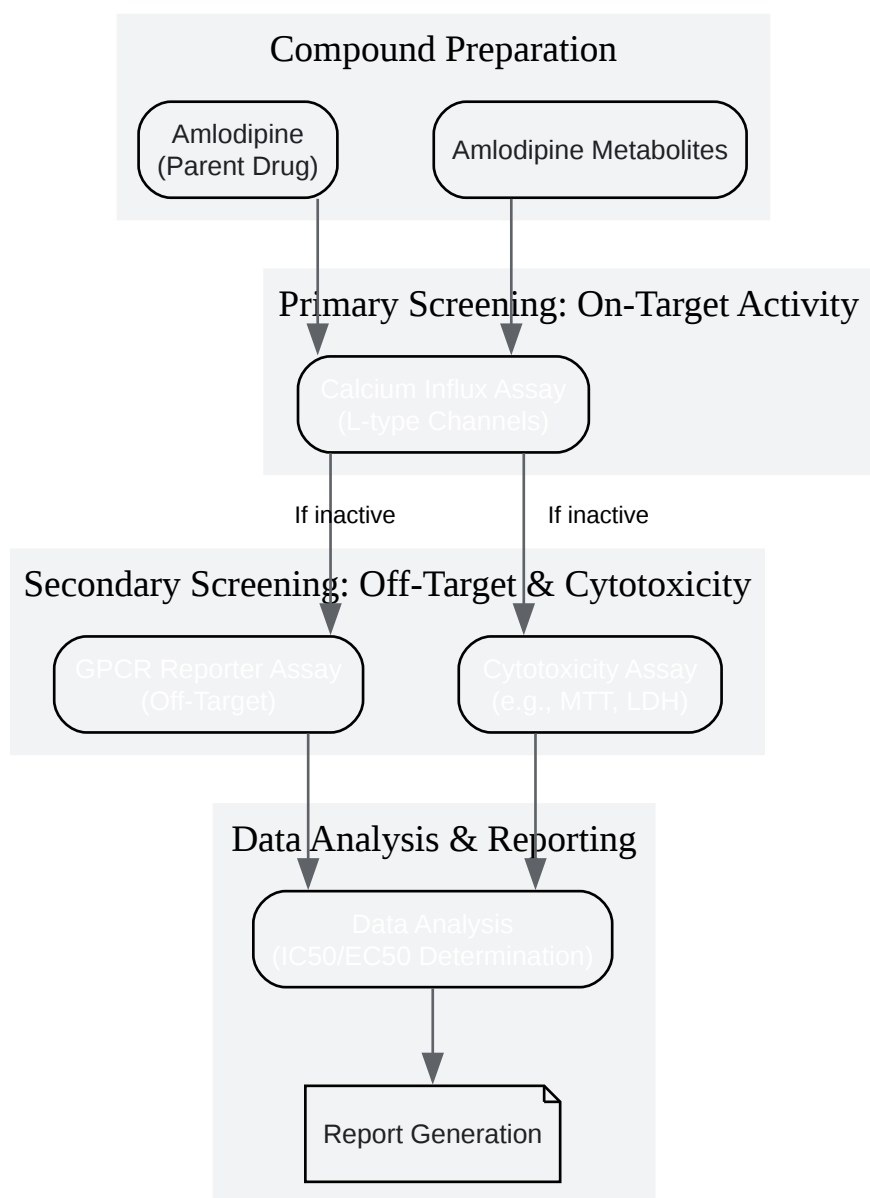 Compound Preparation
Amlodipine
(Parent Drug)
Amlodipine Metabolites
Primary Screening: On-Target Activity
Calcium Influx Assay
(L-type Channels)
If inactive
If inactive
Secondary Screening: Off-Target & Cytotoxicity
GPCR Reporter Assay
(Off-Target)
Cytotoxicity Assay
(e.g., MTT, LDH)
Data Analysis & Reporting
Data Analysis
(IC50/EC50 Determination)
Report Generation